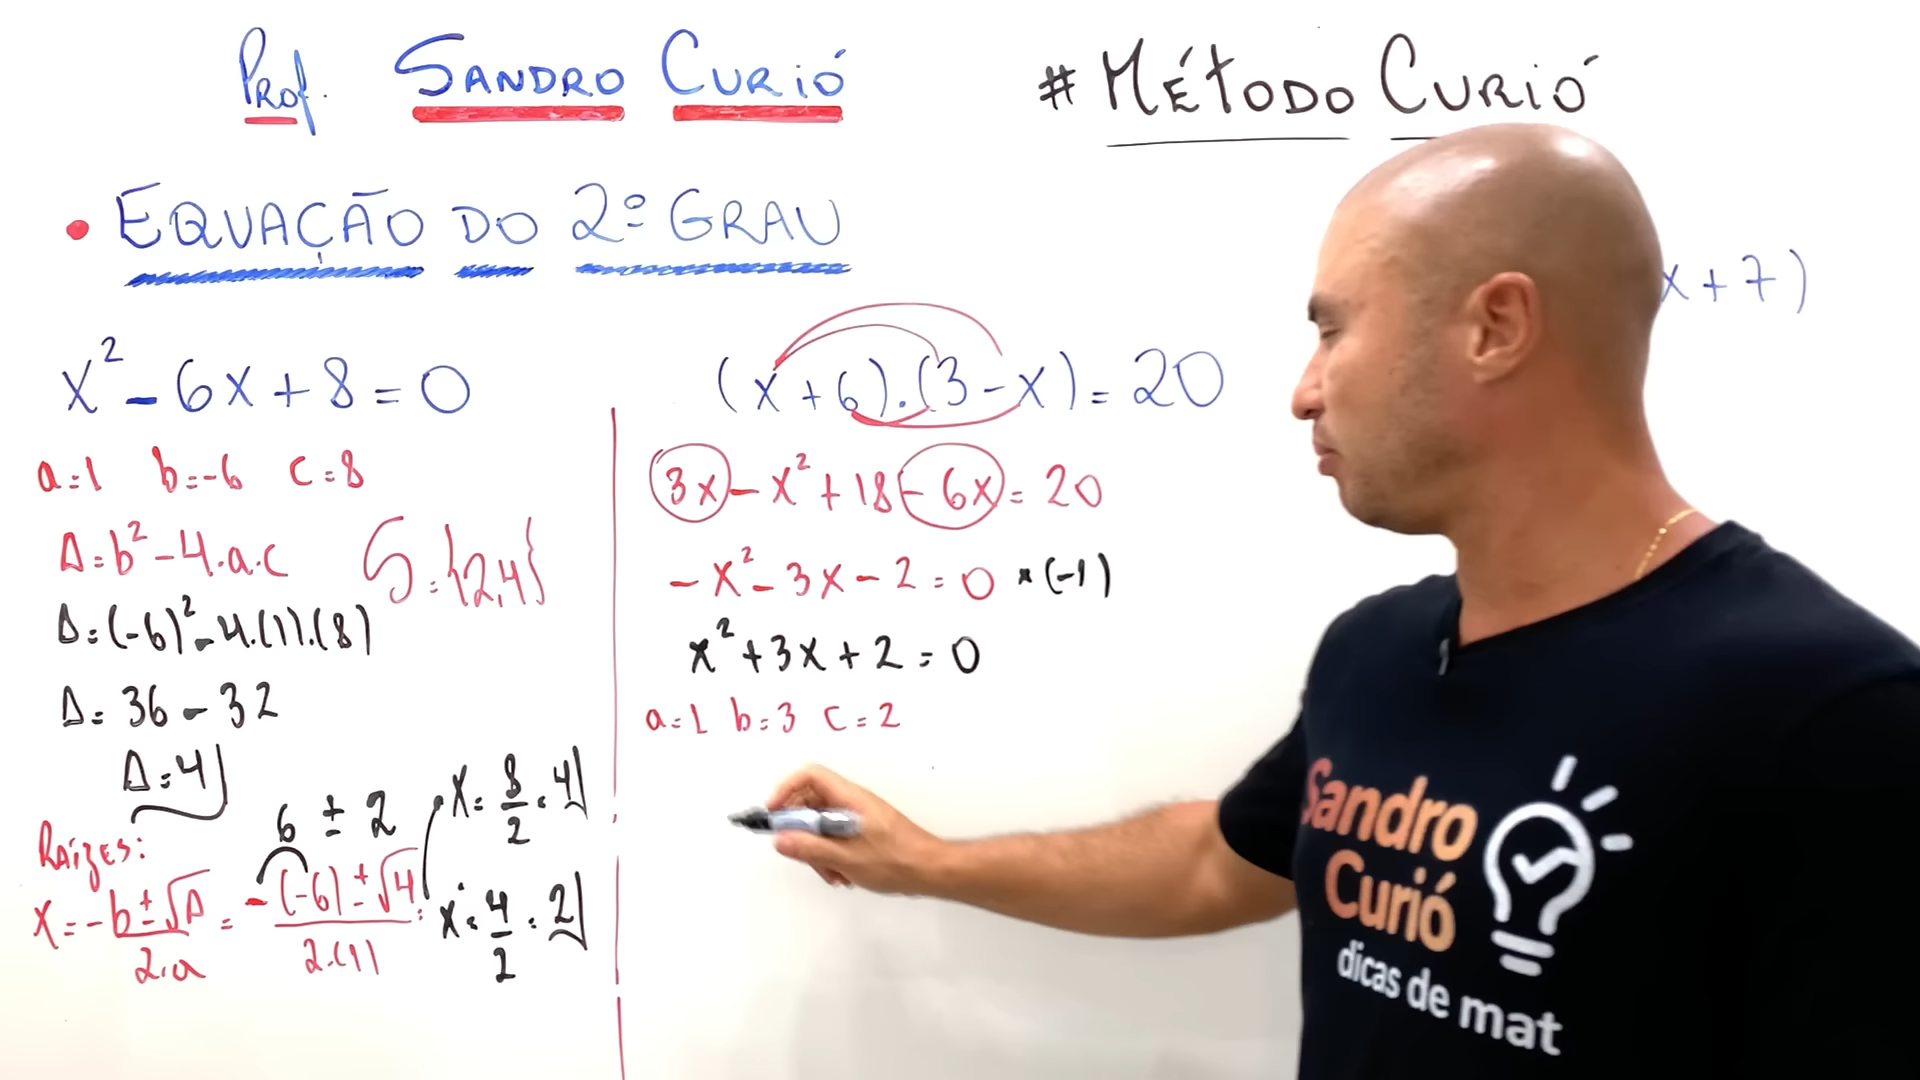 Prof. SANDRO CURIÓ
# MÉTODO CURIÓ
• EQUAÇÃO DO 2º GRAU
x + 7 )
x² - 6x + 8 = 0
a = 1 b = -6 c = 8
Δ = b² - 4.a.c
S = {2,4}
Δ = (-6)² - 4.(1).(8)
Δ = 36 - 32
Δ = 4
RAÍZES:
6 ± 2
x = -b ± √Δ / 2.a = -(-6) ± √4 / 2.(1) =
x = 8/2 = 4
x = 4/2 = 2
(x + 6).(3 - x) = 20
3x - x² + 18 - 6x = 20
- x² - 3x - 2 = 0 × (-1)
x² + 3x + 2 = 0
a = 1 b = 3 c = 2
Sandro
Curió
dicas de mat